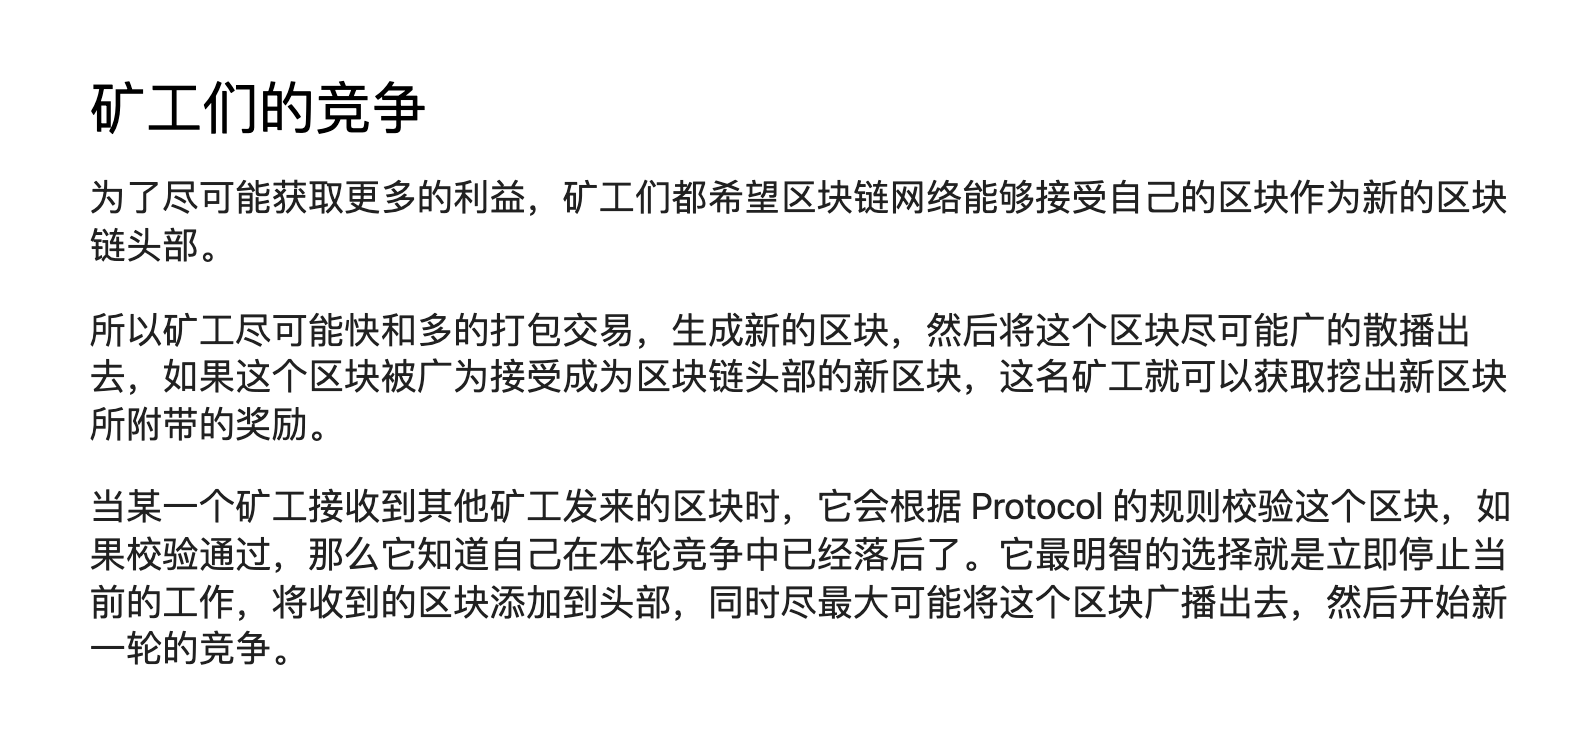 矿工们的竞争
为了尽可能获取更多的利益，矿工们都希望区块链网络能够接受自己的区块作为新的区块
链头部。
所以矿工尽可能快和多的打包交易，生成新的区块，然后将这个区块尽可能广的散播出
去，如果这个区块被广为接受成为区块链头部的新区块，这名矿工就可以获取挖出新区块
所附带的奖励。
当某一个矿工接收到其他矿工发来的区块时，它会根据 Protocol 的规则校验这个区块，如
果校验通过，那么它知道自己在本轮竞争中已经落后了。它最明智的选择就是立即停止当
前的工作，将收到的区块添加到头部，同时尽最大可能将这个区块广播出去，然后开始新
一轮的竞争。